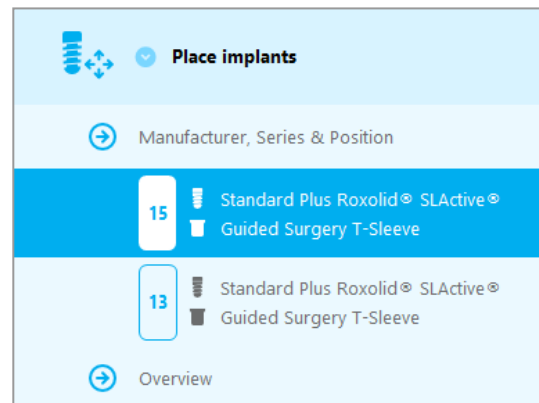 Place implants
Manufacturer, Series & Position
15
Standard Plus Roxolid® SLActive®
Guided Surgery T-Sleeve
13
Standard Plus Roxolid® SLActive®
Guided Surgery T-Sleeve
Overview